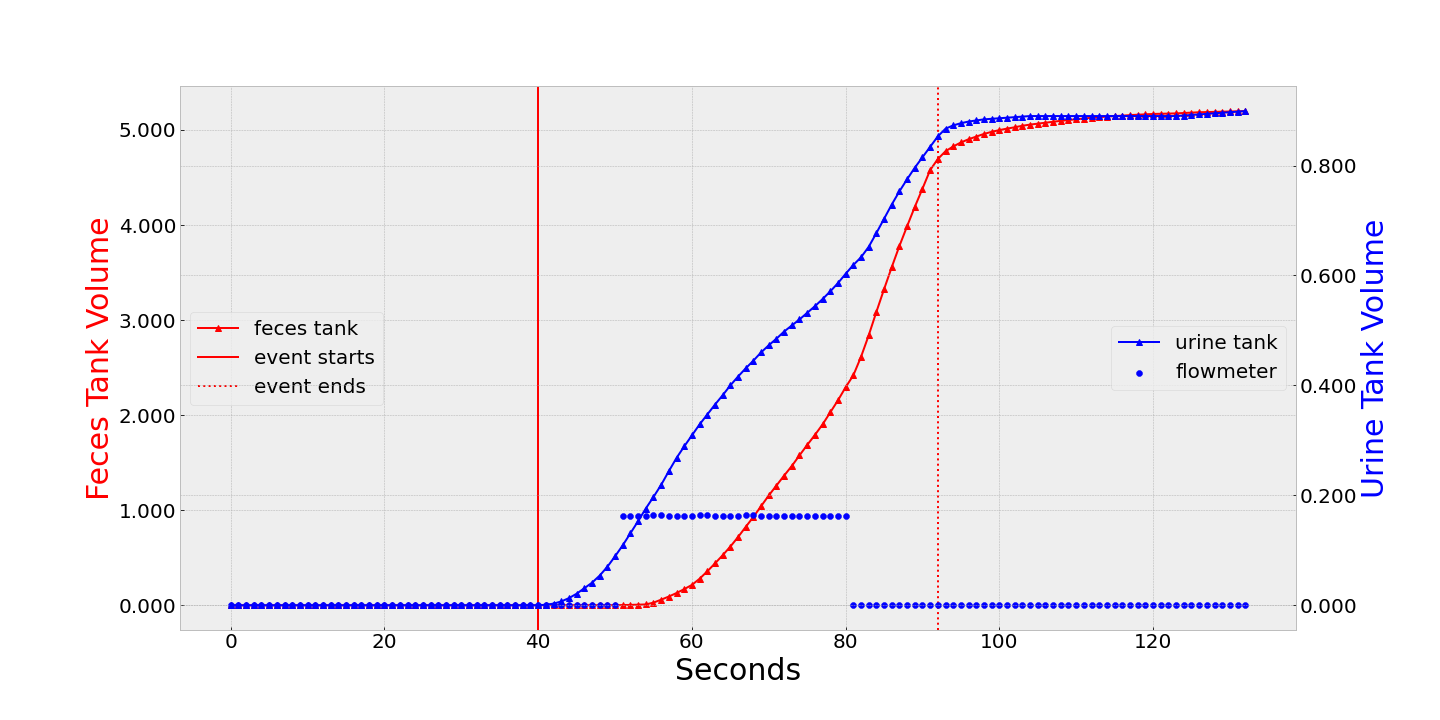 Feces Tank Volume
5.000
4.000
3.000
2.000
1.000
0.000
feces tank
event starts
event ends
urine tank
flowmeter
0.800
0.600
0.400
0.200
0.000
Urine Tank Volume
0 20 40 60 80 100 120
Seconds